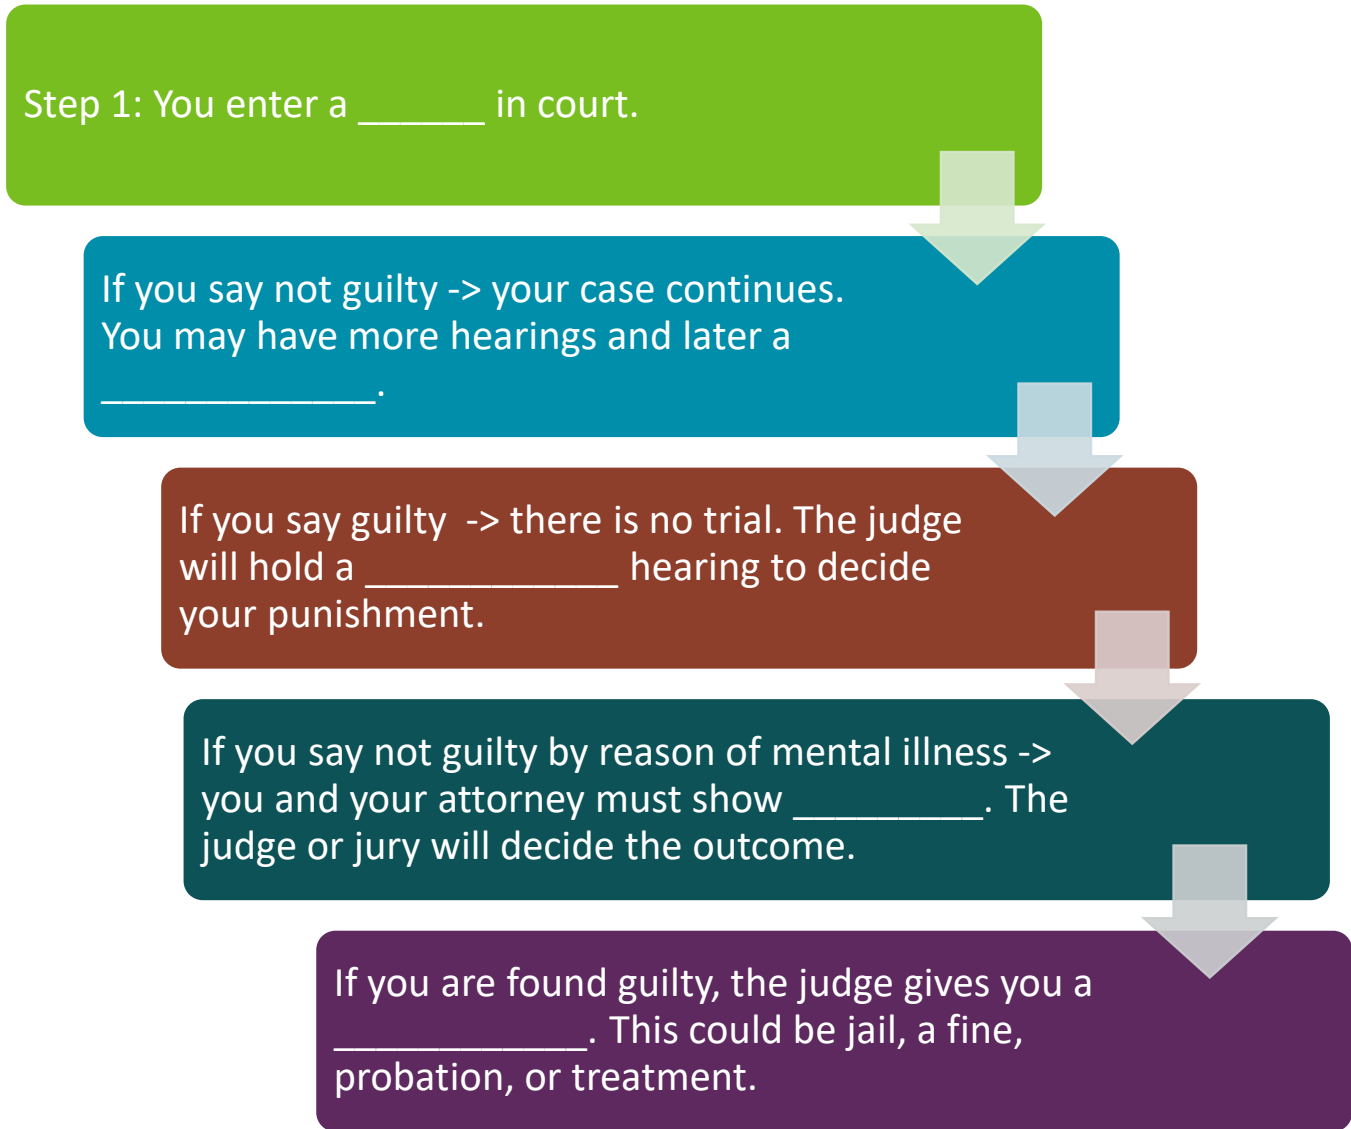 Step 1: You enter a ______ in court.
If you say not guilty -> your case continues.
You may have more hearings and later a
_____________.
If you say guilty  -> there is no trial. The judge
will hold a ____________ hearing to decide
your punishment.
If you say not guilty by reason of mental illness ->
you and your attorney must show _________. The
judge or jury will decide the outcome.
If you are found guilty, the judge gives you a
____________. This could be jail, a fine,
probation, or treatment.